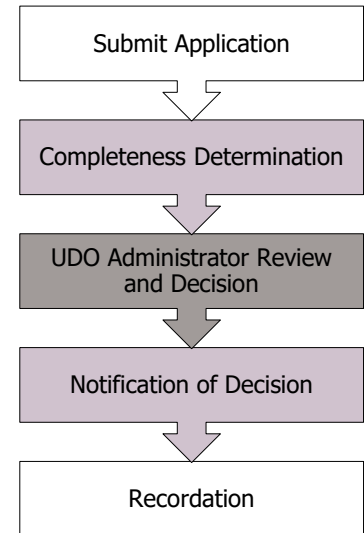 Submit Application
Completeness Determination
UDO Administrator Review
and Decision
Notification of Decision
Recordation